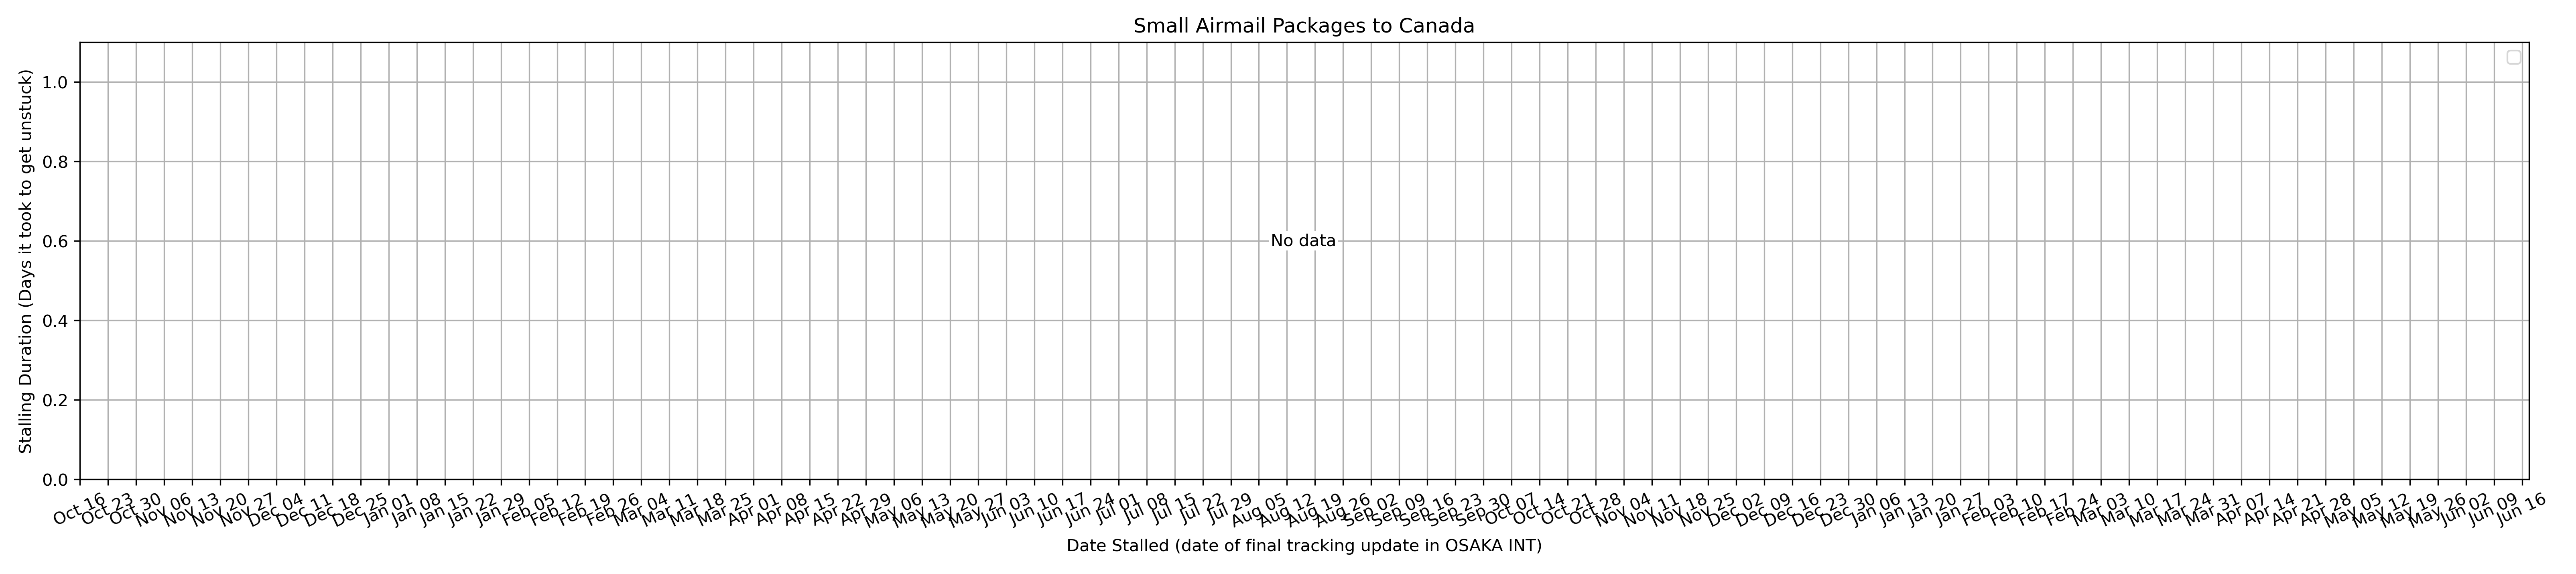 Small Airmail Packages to Canada
Stalling Duration (Days it took to get unstuck)
1.0
0.8
0.6
0.4
0.2
0.0
No data
Oct 16
Oct 23
Oct 30
Nov 06
Nov 13
Nov 20
Nov 27
Dec 04
Dec 11
Dec 18
Dec 25
Jan 01
Jan 08
Jan 15
Jan 22
Jan 29
Feb 05
Feb 12
Feb 19
Feb 26
Mar 04
Mar 11
Mar 18
Mar 25
Apr 01
Apr 08
Apr 15
Apr 22
Apr 29
May 06
May 13
May 20
May 27
Jun 03
Jun 10
Jun 17
Jun 24
Jul 01
Jul 08
Jul 15
Jul 22
Jul 29
Aug 05
Aug 12
Aug 19
Aug 26
Sep 02
Sep 09
Sep 16
Sep 23
Sep 30
Oct 07
Oct 14
Oct 21
Oct 28
Nov 04
Nov 11
Nov 18
Nov 25
Dec 02
Dec 09
Dec 16
Dec 23
Dec 30
Jan 06
Jan 13
Jan 20
Jan 27
Feb 03
Feb 10
Feb 17
Feb 24
Mar 03
Mar 10
Mar 17
Mar 24
Mar 31
Apr 07
Apr 14
Apr 21
Apr 28
May 05
May 12
May 19
May 26
Jun 02
Jun 09
Jun 16
Date Stalled (date of final tracking update in OSAKA INT)